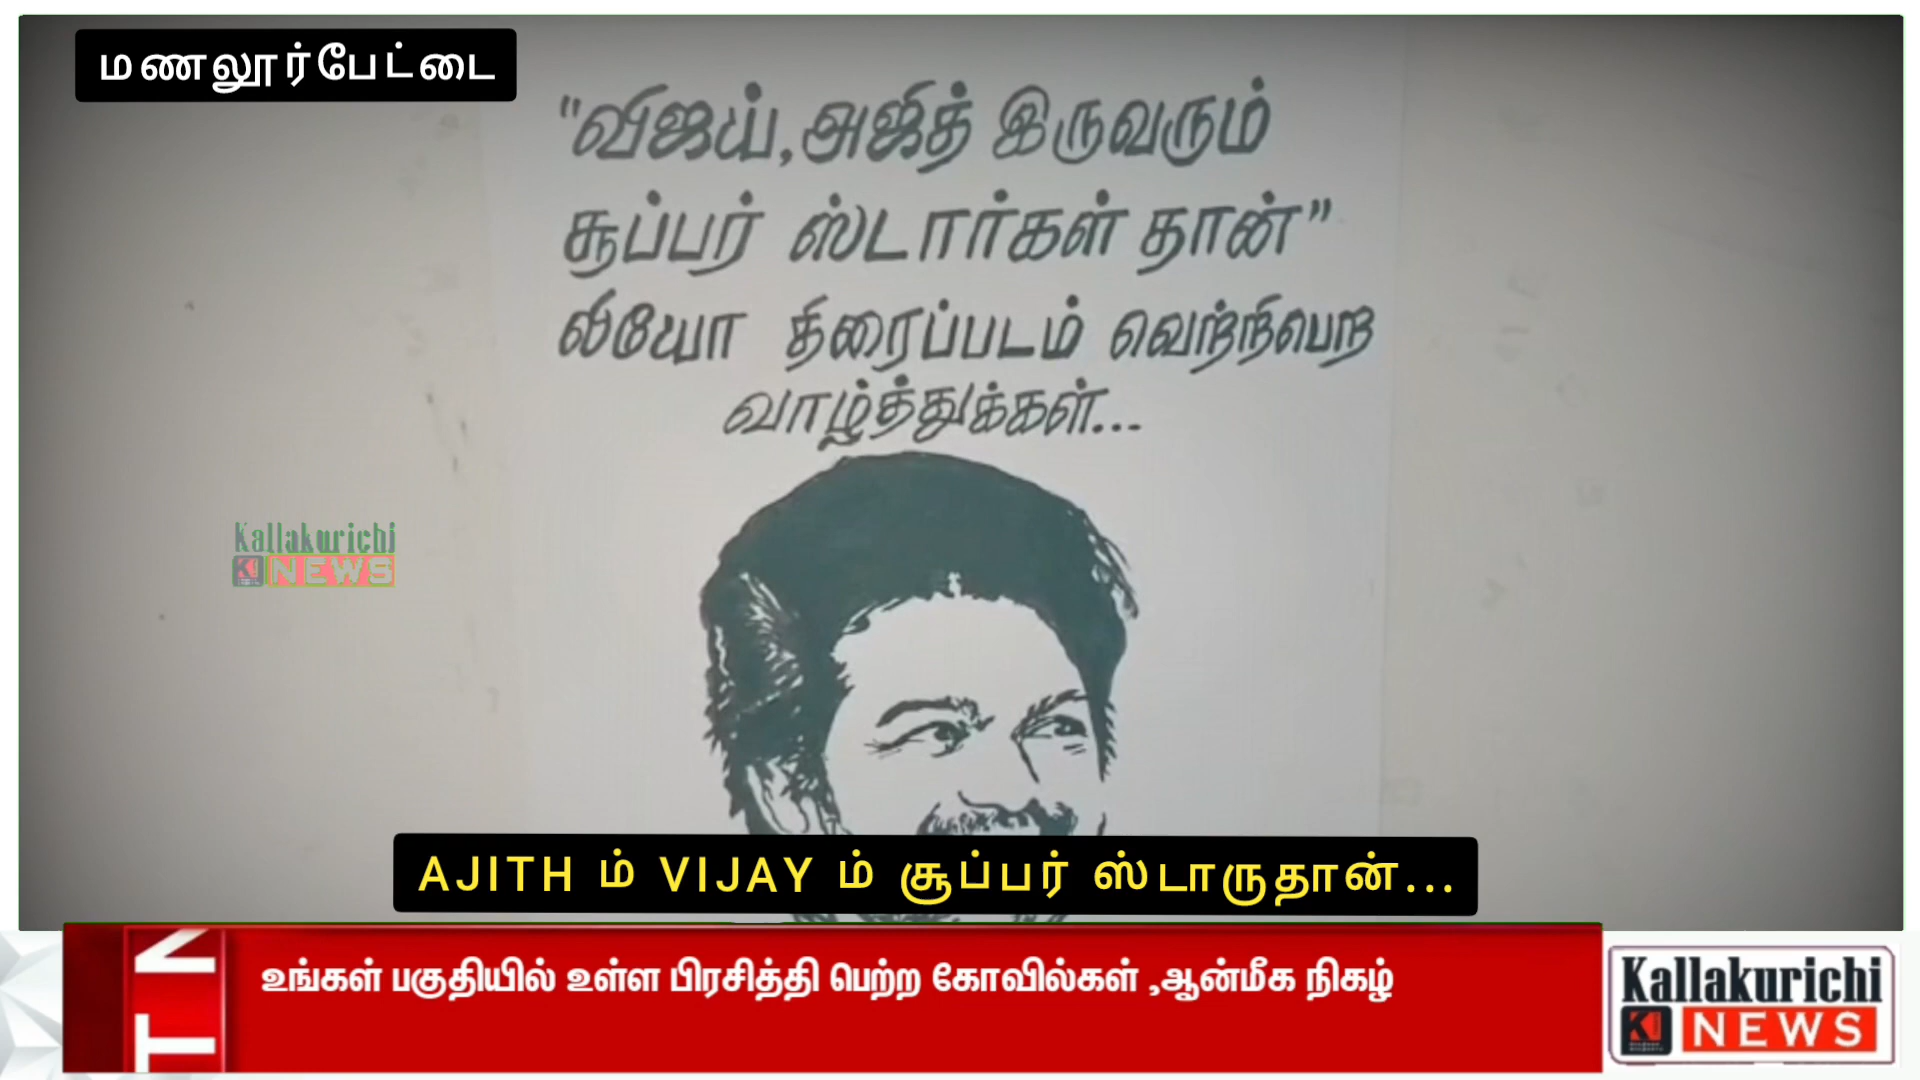 மணலூர்பேட்டை
"விஜய், அஜித் இருவரும்
சூப்பர் ஸ்டார்கள் தான்"
லியோ திரைப்படம் வெற்றிபெற
வாழ்த்துக்கள்...
Kallakurichi
NEWS
AJITH ம் VIJAY ம் சூப்பர் ஸ்டாருதான்...
உங்கள் பகுதியில் உள்ள பிரசித்தி பெற்ற கோவில்கள் ,ஆன்மீக நிகழ்
Kallakurichi
NEWS